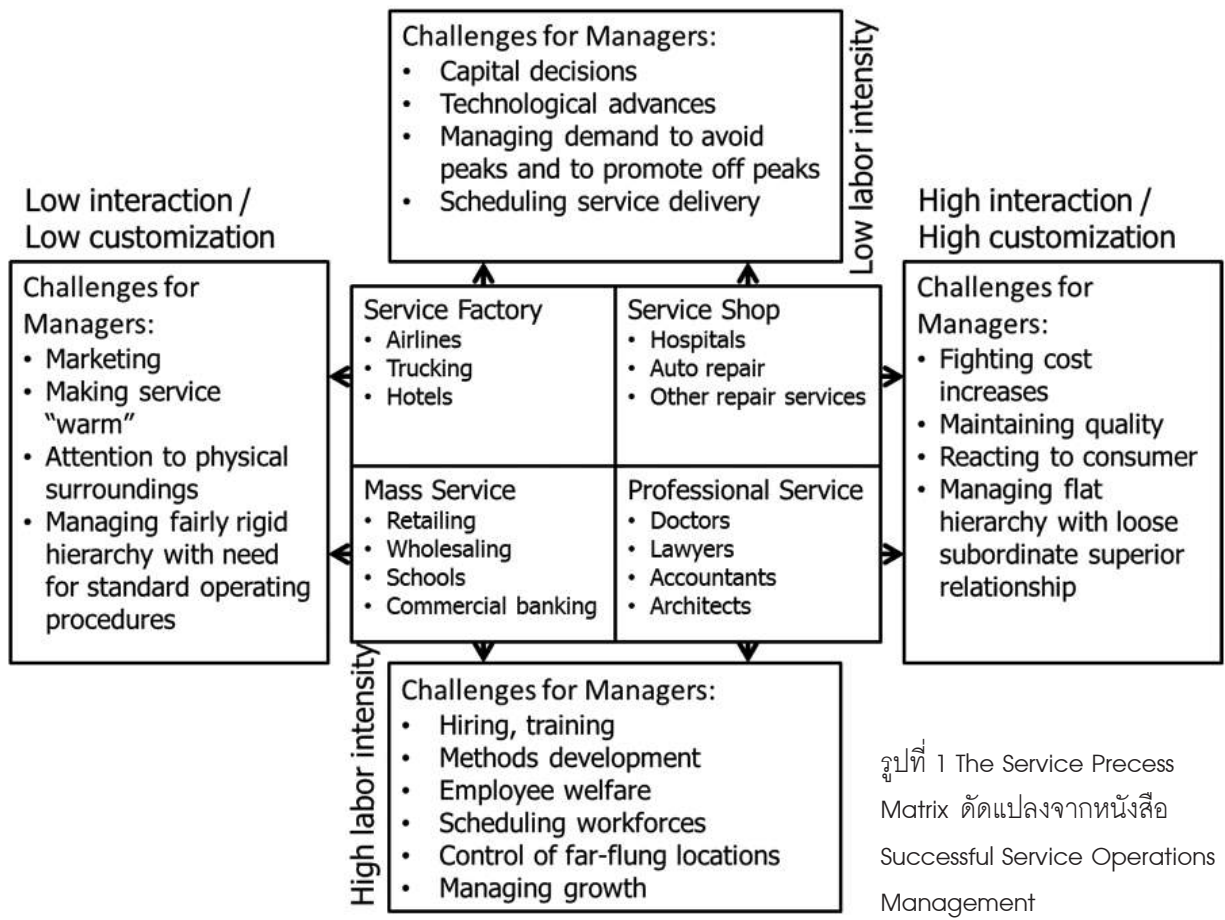 Challenges for Managers:
• Capital decisions
• Technological advances
• Managing demand to avoid
peaks and to promote off peaks
• Scheduling service delivery
Low labor intensity
Low interaction /
Low customization
Challenges for
Managers:
• Marketing
• Making service
“warm”
• Attention to physical
surroundings
• Managing fairly rigid
hierarchy with need
for standard operating
procedures
Service Factory
• Airlines
• Trucking
• Hotels
Service Shop
• Hospitals
• Auto repair
• Other repair services
Mass Service
• Retailing
• Wholesaling
• Schools
• Commercial banking
Professional Service
• Doctors
• Lawyers
• Accountants
• Architects
High interaction /
High customization
Challenges for
Managers:
• Fighting cost
increases
• Maintaining quality
• Reacting to consumer
• Managing flat
hierarchy with loose
subordinate superior
relationship
High labor intensity
Challenges for Managers:
• Hiring, training
• Methods development
• Employee welfare
• Scheduling workforces
• Control of far-flung locations
• Managing growth
รูปที่ 1 The Service Precess
Matrix ดัดแปลงจากหนังสือ
Successful Service Operations
Management